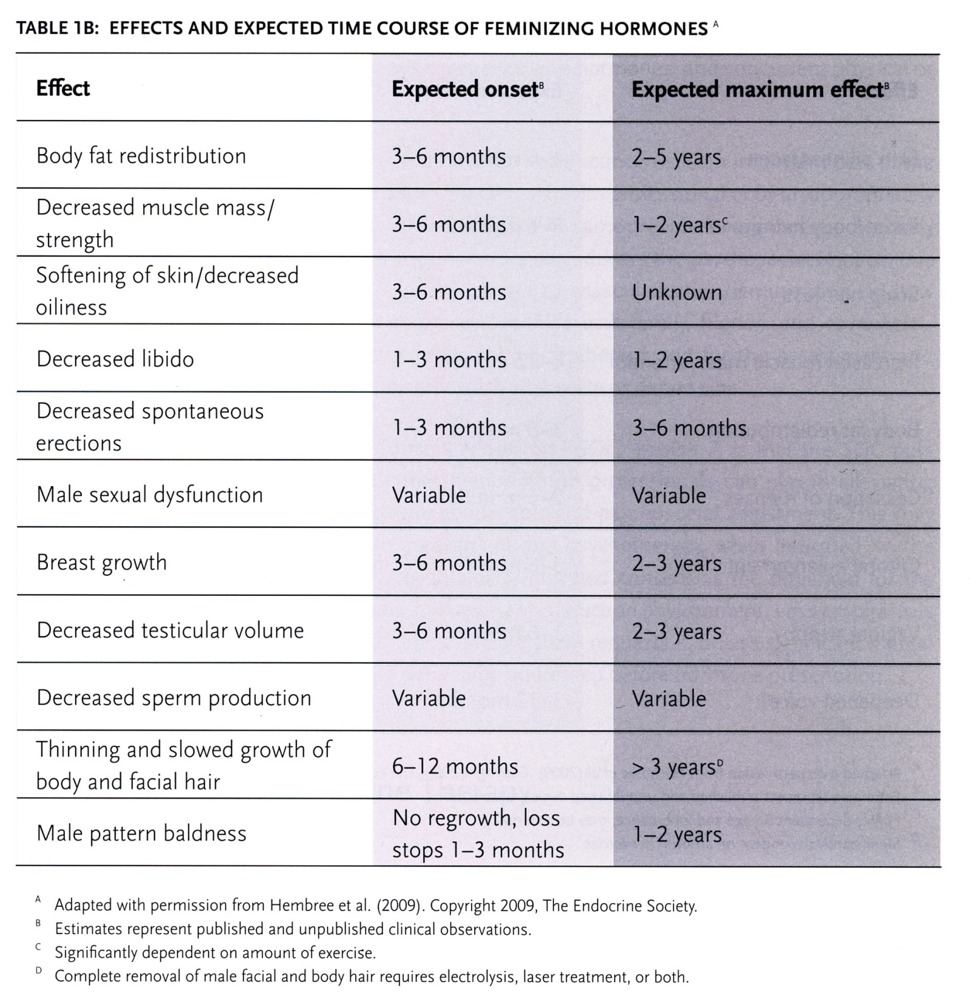 TABLE 1B: EFFECTS AND EXPECTED TIME COURSE OF FEMINIZING HORMONES A
Effect Expected onsetB Expected maximum effectB
Body fat redistribution 3–6 months 2–5 years
Decreased muscle mass/
strength 3–6 months 1–2 yearsC
Softening of skin/decreased
oiliness 3–6 months Unknown
Decreased libido 1–3 months 1–2 years
Decreased spontaneous
erections 1–3 months 3–6 months
Male sexual dysfunction Variable Variable
Breast growth 3–6 months 2–3 years
Decreased testicular volume 3–6 months 2–3 years
Decreased sperm production Variable Variable
Thinning and slowed growth of
body and facial hair 6–12 months > 3 yearsD
Male pattern baldness No regrowth, loss
stops 1–3 months 1–2 years
A Adapted with permission from Hembree et al. (2009). Copyright 2009, The Endocrine Society.
B Estimates represent published and unpublished clinical observations.
C Significantly dependent on amount of exercise.
D Complete removal of male facial and body hair requires electrolysis, laser treatment, or both.